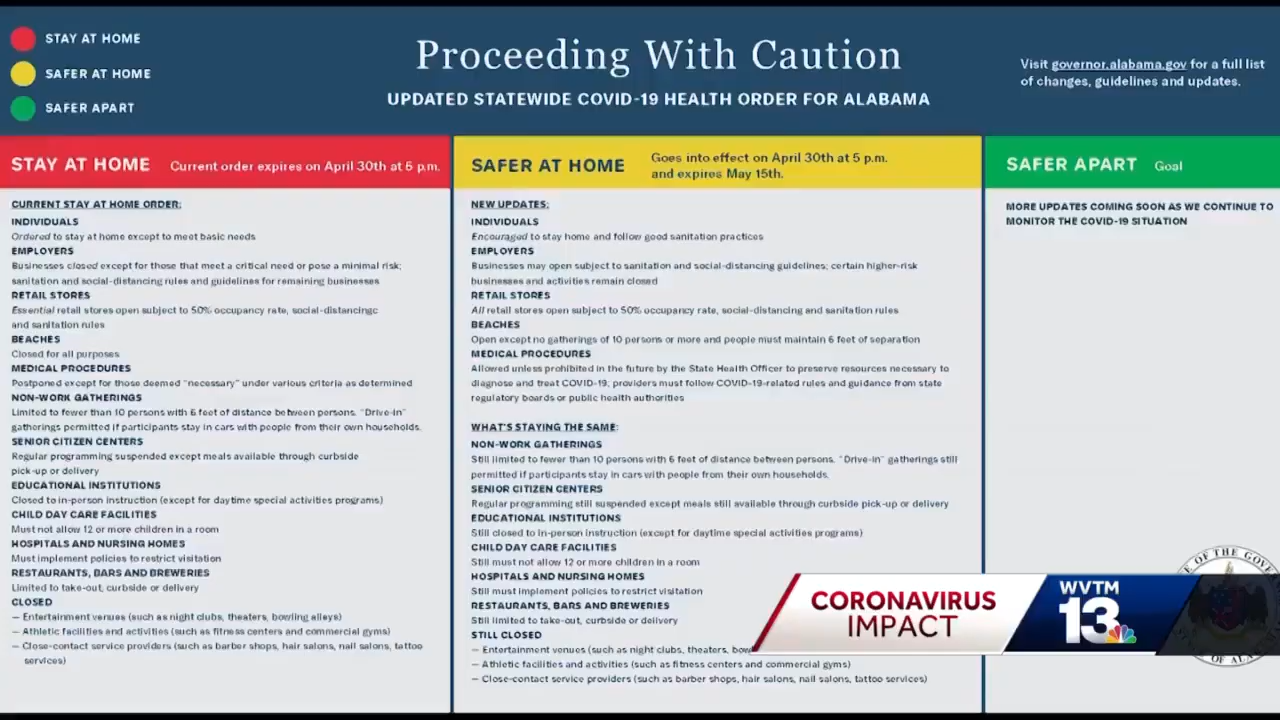 STAY AT HOME
SAFER AT HOME
SAFER APART
Proceeding With Caution
UPDATED STATEWIDE COVID-19 HEALTH ORDER FOR ALABAMA
Visit governor.alabama.gov for a full list
of changes, guidelines and updates.
STAY AT HOME Current order expires on April 30th at 5 p.m.
CURRENT STAY AT HOME ORDER:
INDIVIDUALS
Ordered to stay at home except to meet basic needs
EMPLOYERS
Businesses closed except for those that meet a critical need or pose a minimal risk;
sanitation and social-distancing rules and guidelines for remaining businesses
RETAIL STORES
Essential retail stores open subject to 50% occupancy rate, social-distancingc
and sanitation rules
BEACHES
Closed for all purposes
MEDICAL PROCEDURES
Postponed except for those deemed "necessary" under various criteria as determined
NON-WORK GATHERINGS
Limited to fewer than 10 persons with 6 feet of distance between persons. "Drive-in"
gatherings permitted if participants stay in cars with people from their own households.
SENIOR CITIZEN CENTERS
Regular programming suspended except meals available through curbside
pick-up or delivery
EDUCATIONAL INSTITUTIONS
Closed to in-person instruction (except for daytime special activities programs)
CHILD DAY CARE FACILITIES
Must not allow 12 or more children in a room
HOSPITALS AND NURSING HOMES
Must implement policies to restrict visitation
RESTAURANTS, BARS AND BREWERIES
Limited to take-out, curbside or delivery
CLOSED
– Entertainment venues (such as night clubs, theaters, bowling alleys)
– Athletic facilities and activities (such as fitness centers and commercial gyms)
– Close-contact service providers (such as barber shops, hair salons, nail salons, tattoo
services)
SAFER AT HOME Goes into effect on April 30th at 5 p.m.
and expires May 15th.
NEW UPDATES:
INDIVIDUALS
Encouraged to stay home and follow good sanitation practices
EMPLOYERS
Businesses may open subject to sanitation and social-distancing guidelines; certain higher-risk
businesses and activities remain closed
RETAIL STORES
All retail stores open subject to 50% occupancy rate, social-distancing and sanitation rules
BEACHES
Open except no gatherings of 10 persons or more and people must maintain 6 feet of separation
MEDICAL PROCEDURES
Allowed unless prohibited in the future by the State Health Officer to preserve resources necessary to
diagnose and treat COVID-19; providers must follow COVID-19-related rules and guidance from state
regulatory boards or public health authorities
WHAT'S STAYING THE SAME:
NON-WORK GATHERINGS
Still limited to fewer than 10 persons with 6 feet of distance between persons. "Drive-in" gatherings still
permitted if participants stay in cars with people from their own households.
SENIOR CITIZEN CENTERS
Regular programming still suspended except meals still available through curbside pick-up or delivery
EDUCATIONAL INSTITUTIONS
Still closed to in-person instruction (except for daytime special activities programs)
CHILD DAY CARE FACILITIES
Still must not allow 12 or more children in a room
HOSPITALS AND NURSING HOMES
Still must implement policies to restrict visitation
RESTAURANTS, BARS AND BREWERIES
Still limited to take-out, curbside or delivery
STILL CLOSED
– Entertainment venues (such as night clubs, theaters,
– Athletic facilities and activities (such as fitness centers and commercial gyms)
– Close-contact service providers (such as barber shops, hair salons, nail salons, tattoo services)
SAFER APART Goal
MORE UPDATES COMING SOON AS WE CONTINUE TO
MONITOR THE COVID-19 SITUATION
CORONAVIRUS
IMPACT
WVTM
13
OF THE
OF